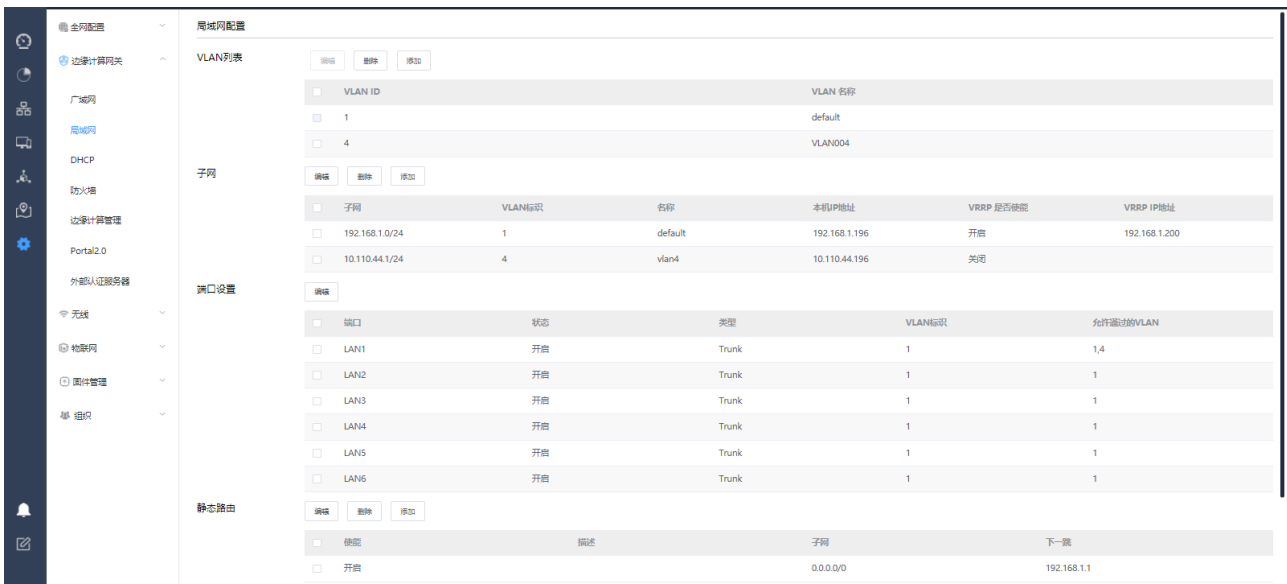 全网配置
边缘计算网关
广域网
局域网
DHCP
防火墙
边缘计算管理
Portal2.0
外部认证服务器
无线
物联网
固件管理
组织
局域网配置
VLAN列表
编辑 删除 添加
VLAN ID VLAN 名称
1 default
4 VLAN004
子网
编辑 删除 添加
子网 VLAN标识 名称 本机IP地址 VRRP 是否使能 VRRP IP地址
192.168.1.0/24 1 default 192.168.1.196 开启 192.168.1.200
10.110.44.1/24 4 vlan4 10.110.44.196 关闭
端口设置
编辑
端口 状态 类型 VLAN标识 允许通过的VLAN
LAN1 开启 Trunk 1 1,4
LAN2 开启 Trunk 1 1
LAN3 开启 Trunk 1 1
LAN4 开启 Trunk 1 1
LAN5 开启 Trunk 1 1
LAN6 开启 Trunk 1 1
静态路由
编辑 删除 添加
使能 描述 子网 下一跳
开启 0.0.0.0/0 192.168.1.1